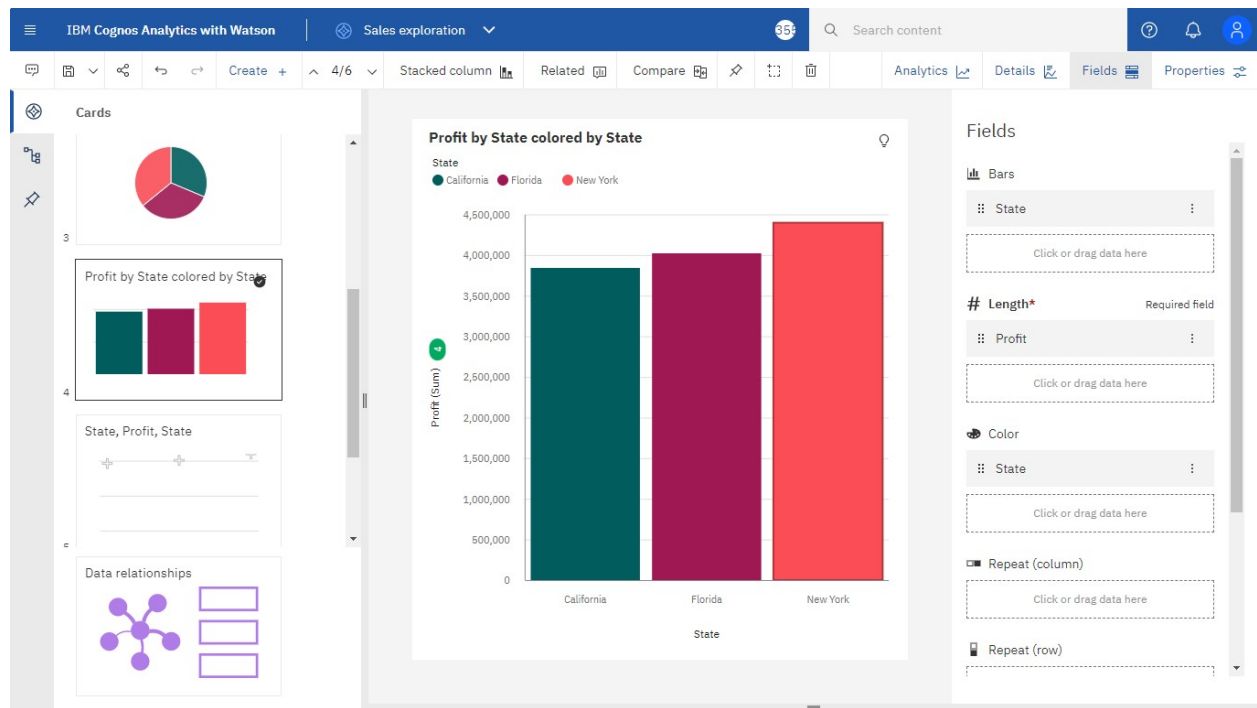 IBM Cognos Analytics with Watson
Sales exploration
Search content
Create +
4/6
Stacked column
Related
Compare
Analytics
Details
Fields
Properties
Cards
3
Profit by State colored by State
4
State, Profit, State
Data relationships
Profit by State colored by State
State
California
Florida
New York
4,500,000
4,000,000
3,500,000
3,000,000
2,500,000
2,000,000
1,500,000
1,000,000
500,000
0
Profit (Sum)
4
California
Florida
New York
State
Fields
Bars
State
Click or drag data here
# Length*
Required field
Profit
Click or drag data here
Color
State
Click or drag data here
Repeat (column)
Click or drag data here
Repeat (row)